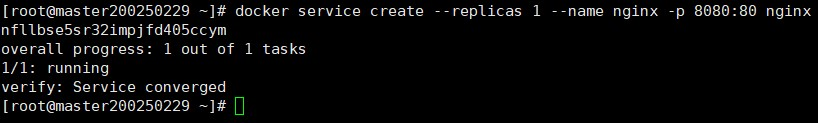 [root@master200250229 ~]# docker service create --replicas 1 --name nginx -p 8080:80 nginx
nfllbse5sr32impjfd405ccym
overall progress: 1 out of 1 tasks
1/1: running
verify: Service converged
[root@master200250229 ~]#